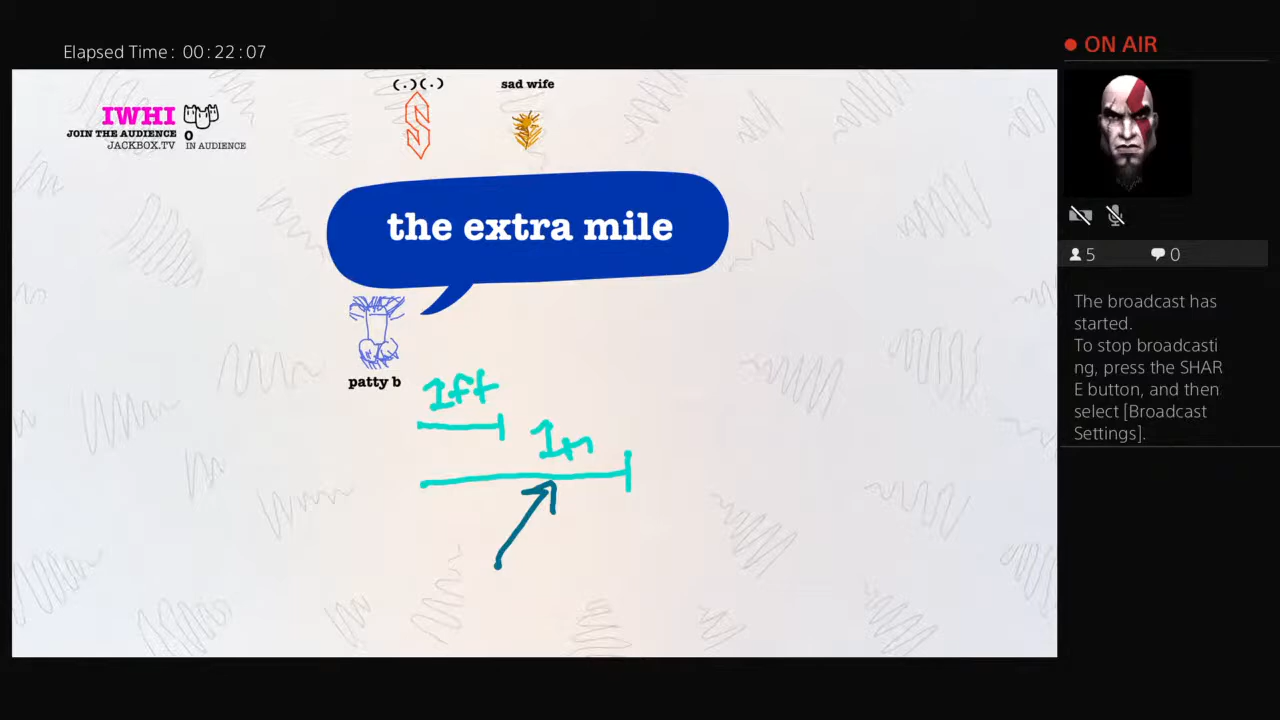 Elapsed Time: 00:22:07
ON AIR
(.)(.)
sad wife
IWHI
JOIN THE AUDIENCE
0
JACKBOX.TV
IN AUDIENCE
the extra mile
patty b
1ft
1m
5
0
The broadcast has
started.
To stop broadcasti
ng, press the SHAR
E button, and then
select [Broadcast
Settings].